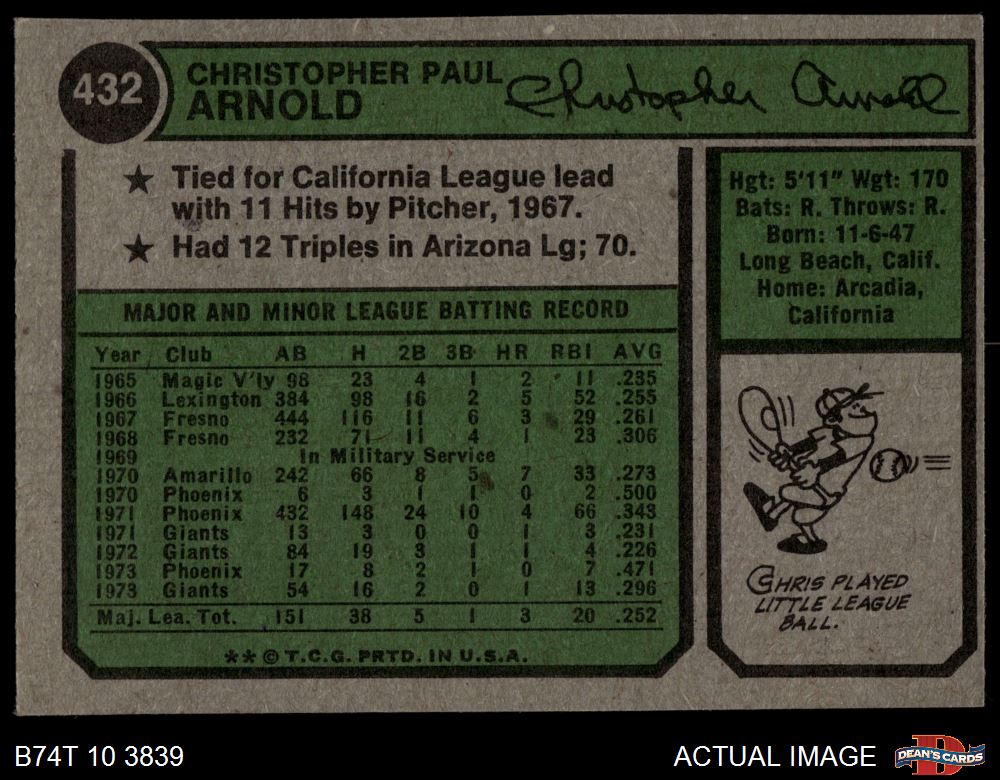 432
CHRISTOPHER PAUL
ARNOLD
Christopher Arnold
★ Tied for California League lead
with 11 Hits by Pitcher, 1967.
★ Had 12 Triples in Arizona Lg; 70.
MAJOR AND MINOR LEAGUE BATTING RECORD
Year Club AB H 2B 3B HR RBI AVG
1965 Magic V'ly 98 23 4 1 2 11 .235
1966 Lexington 384 98 16 2 5 52 .255
1967 Fresno 444 116 11 6 3 29 .261
1968 Fresno 232 71 11 4 1 23 .306
1969 In Military Service
1970 Amarillo 242 66 8 5 7 33 .273
1970 Phoenix 6 3 1 1 0 2 .500
1971 Phoenix 432 148 24 10 4 66 .343
1971 Giants 13 3 0 0 1 3 .231
1972 Giants 84 19 3 1 1 4 .226
1973 Phoenix 17 8 2 1 0 7 .471
1973 Giants 54 16 2 0 1 13 .296
Maj. Lea. Tot. 151 38 5 1 3 20 .252
** © T.C.G. PRTD. IN U.S.A.
Hgt: 5'11" Wgt: 170
Bats: R. Throws: R.
Born: 11-6-47
Long Beach, Calif.
Home: Arcadia,
California
CHRIS PLAYED
LITTLE LEAGUE
BALL.
B74T 10 3839
ACTUAL IMAGE
D
DEAN'S CARDS